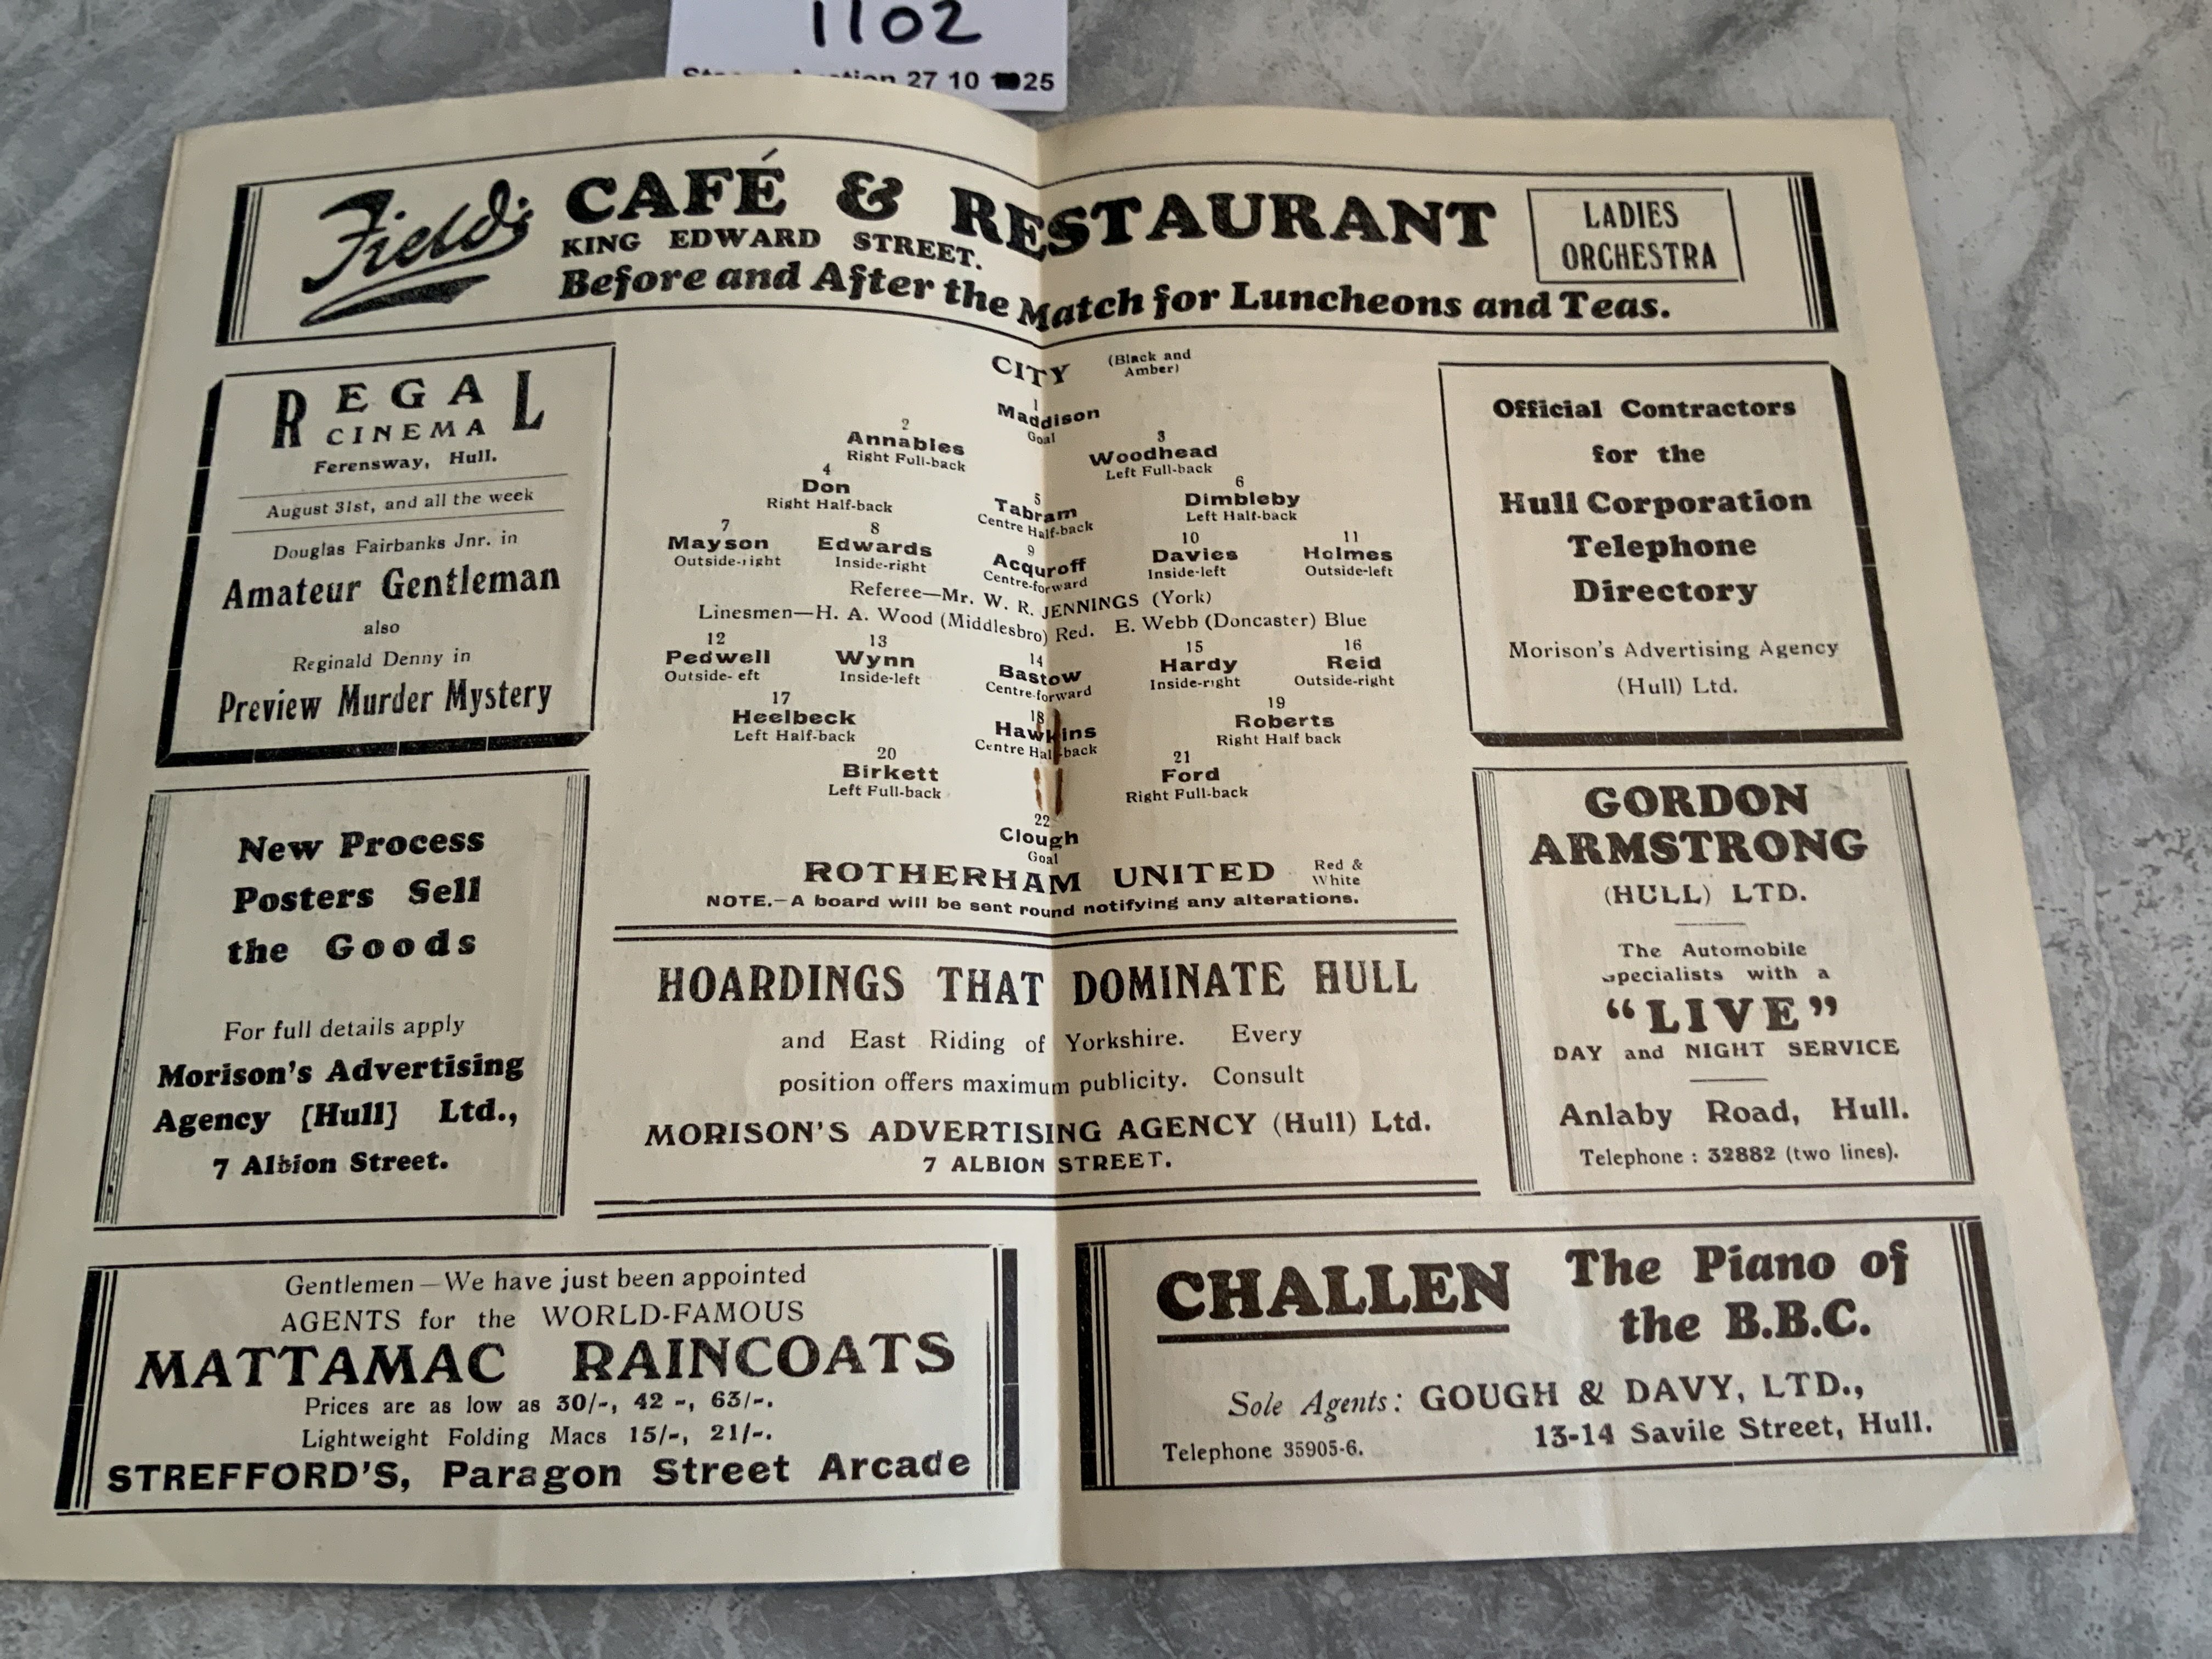 1102
27 10 25
Field's CAFÉ & RESTAURANT
KING EDWARD STREET.
Before and After the Match for Luncheons and Teas.
LADIES
ORCHESTRA
REGAL
CINEMA
Ferensway, Hull.
August 31st, and all the week
Douglas Fairbanks Jnr. in
Amateur Gentleman
also
Reginald Denny in
Preview Murder Mystery
New Process
Posters Sell
the Goods
For full details apply
Morison's Advertising
Agency [Hull] Ltd.,
7 Albion Street.
CITY (Black and
Amber)
1
Maddison
Goal
2
Annables
Right Full-back
3
Woodhead
Left Full-back
4
Don
Right Half-back
5
Tabram
Centre Half-back
6
Dimbleby
Left Half-back
7
Mayson
Outside-right
8
Edwards
Inside-right
9
Acquroff
Centre-forward
10
Davies
Inside-left
11
Holmes
Outside-left
Referee—Mr. W. R. JENNINGS (York)
Linesmen—H. A. Wood (Middlesbro) Red. E. Webb (Doncaster) Blue
12
Pedwell
Outside- eft
13
Wynn
Inside-left
14
Bastow
Centre-forward
15
Hardy
Inside-right
16
Reid
Outside-right
17
Heelbeck
Left Half-back
18
Hawkins
Centre Half-back
19
Roberts
Right Half back
20
Birkett
Left Full-back
21
Ford
Right Full-back
22
Clough
Goal
ROTHERHAM UNITED Red &
White
NOTE.—A board will be sent round notifying any alterations.
HOARDINGS THAT DOMINATE HULL
and East Riding of Yorkshire. Every
position offers maximum publicity. Consult
MORISON'S ADVERTISING AGENCY (Hull) Ltd.
7 ALBION STREET.
Official Contractors
for the
Hull Corporation
Telephone
Directory
Morison's Advertising Agency
(Hull) Ltd.
GORDON
ARMSTRONG
(HULL) LTD.
The Automobile
Specialists with a
"LIVE"
DAY and NIGHT SERVICE
Anlaby Road, Hull.
Telephone : 32882 (two lines).
Gentlemen—We have just been appointed
AGENTS for the WORLD-FAMOUS
MATTAMAC RAINCOATS
Prices are as low as 30/-, 42 -, 63/-.
Lightweight Folding Macs 15/-, 21/-.
STREFFORD'S, Paragon Street Arcade
CHALLEN The Piano of
the B.B.C.
Sole Agents: GOUGH & DAVY, LTD.,
Telephone 35905-6. 13-14 Savile Street, Hull.